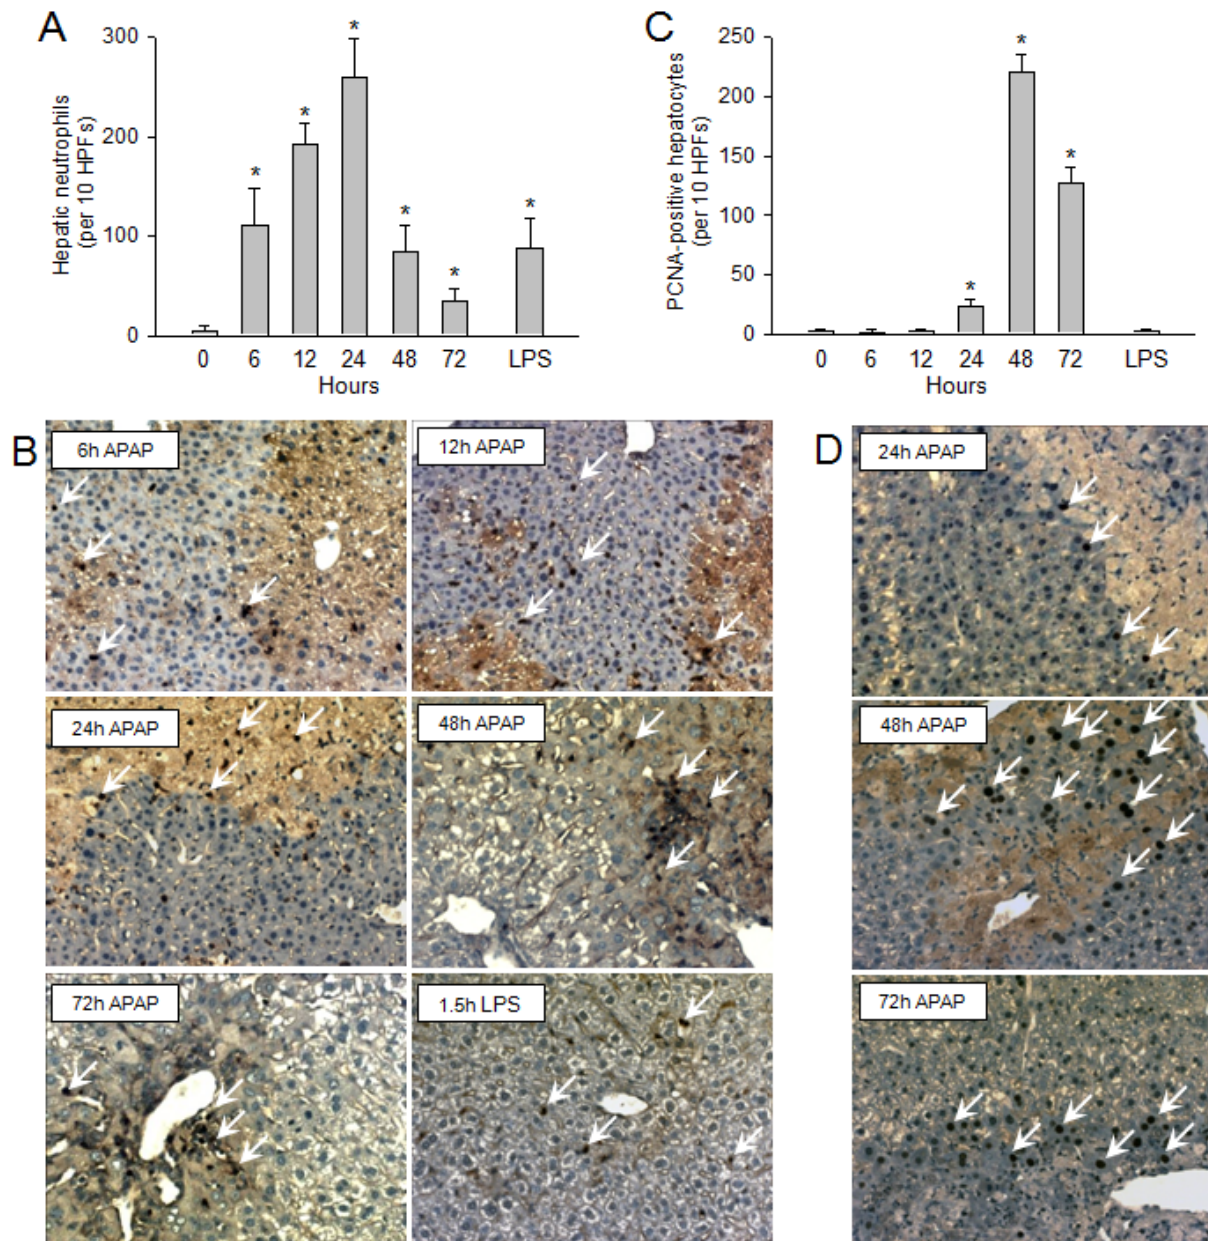 A
300
200
100
0
Hepatic neutrophils
(per 10 HPFs)
*
*
*
*
*
*
0 6 12 24 48 72 LPS
Hours
C
250
200
150
100
50
0
PCNA-positive hepatocytes
(per 10 HPFs)
*
*
*
0 6 12 24 48 72 LPS
Hours
B
6h APAP
12h APAP
24h APAP
48h APAP
72h APAP
1.5h LPS
D
24h APAP
48h APAP
72h APAP